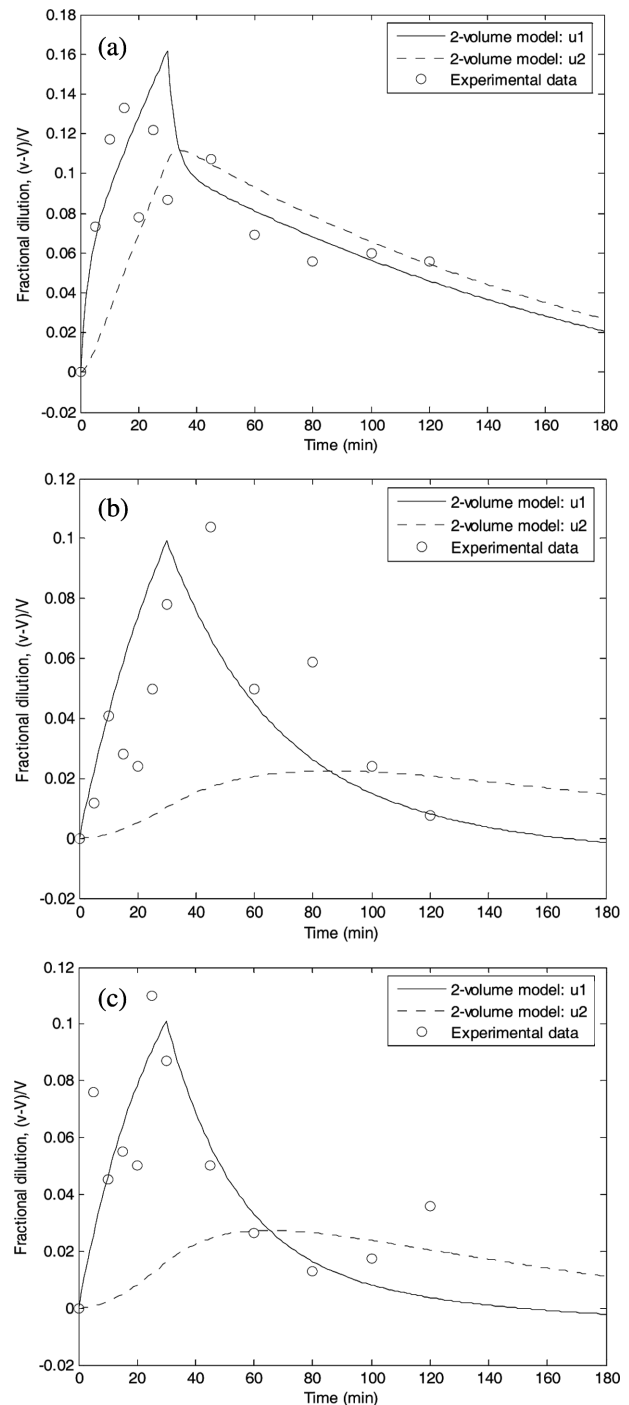 0.18
(a)
2-volume model: u1
2-volume model: u2
Experimental data
0.16
0.14
0.12
0.1
0.08
0.06
0.04
0.02
0
-0.02
Fractional dilution, (v-V)/V
0 20 40 60 80 100 120 140 160 180
Time (min)
0.12
(b)
2-volume model: u1
2-volume model: u2
Experimental data
0.1
0.08
0.06
0.04
0.02
0
-0.02
Fractional dilution, (v-V)/V
0 20 40 60 80 100 120 140 160 180
Time (min)
0.12
(c)
2-volume model: u1
2-volume model: u2
Experimental data
0.1
0.08
0.06
0.04
0.02
0
-0.02
Fractional dilution, (v-V)/V
0 20 40 60 80 100 120 140 160 180
Time (min)